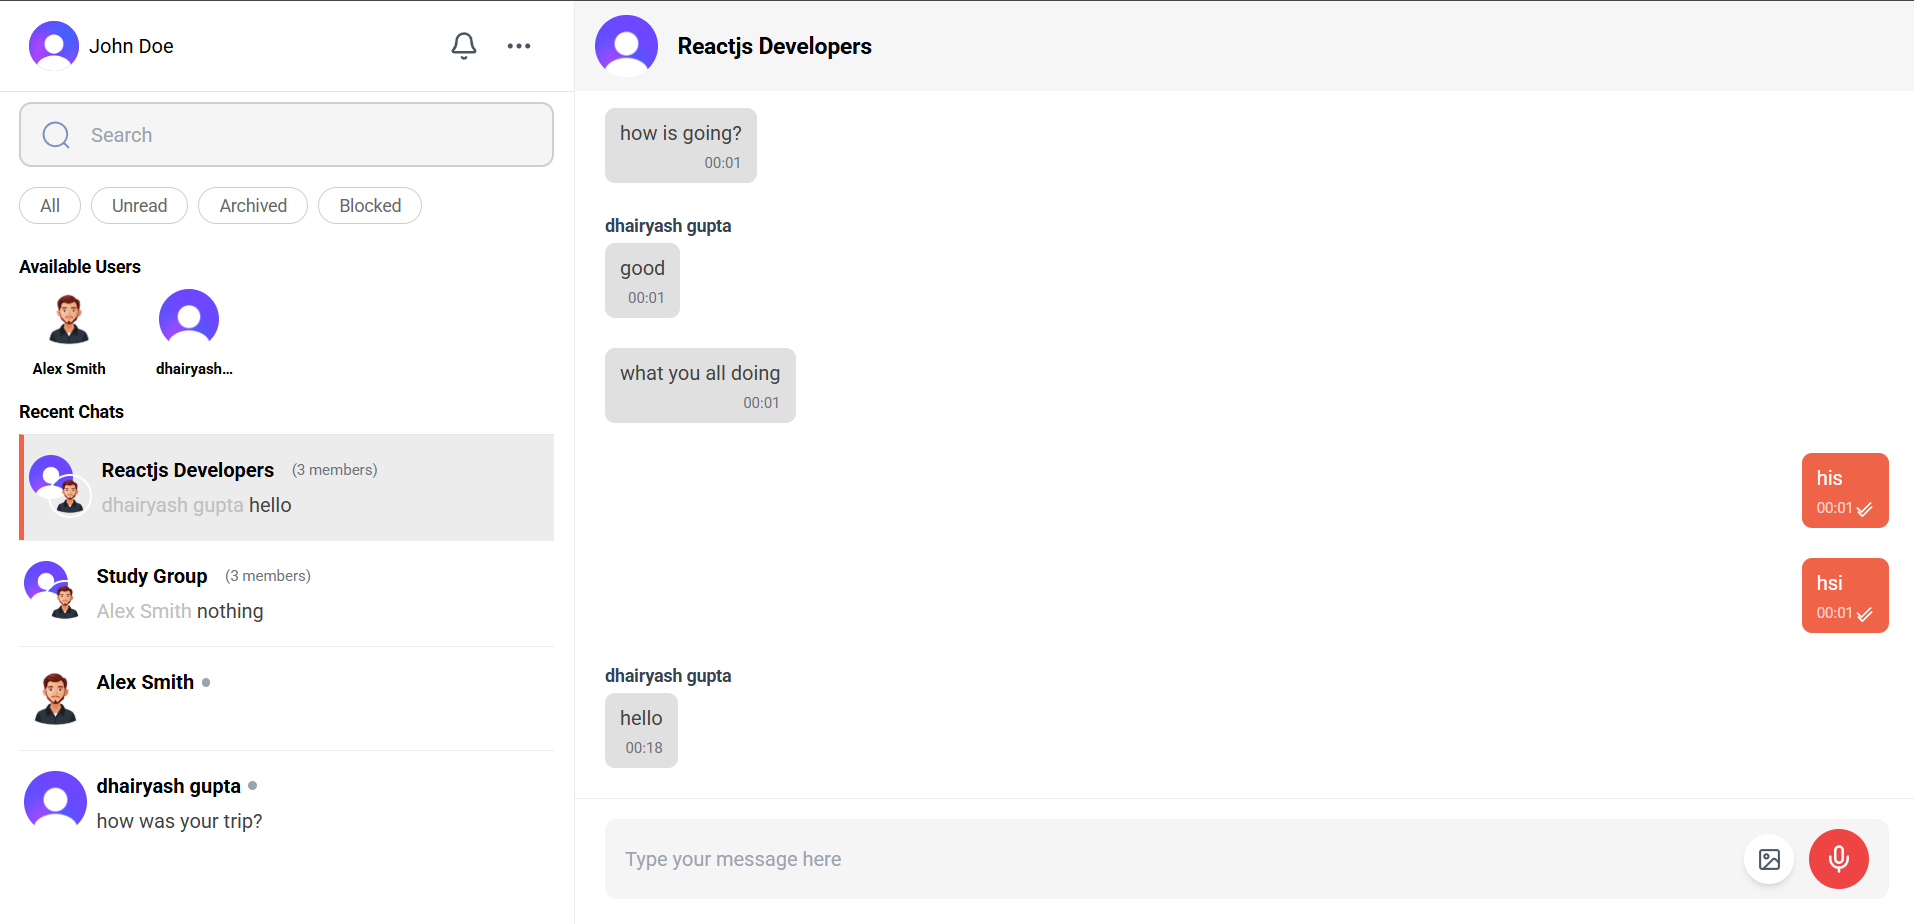 John Doe
Search
All Unread Archived Blocked
Available Users
Alex Smith dhairyash...
Recent Chats
Reactjs Developers (3 members)
dhairyash gupta hello
Study Group (3 members)
Alex Smith nothing
Alex Smith
dhairyash gupta
how was your trip?
Reactjs Developers
how is going?
00:01
dhairyash gupta
good
00:01
what you all doing
00:01
his
00:01
hsi
00:01
dhairyash gupta
hello
00:18
Type your message here